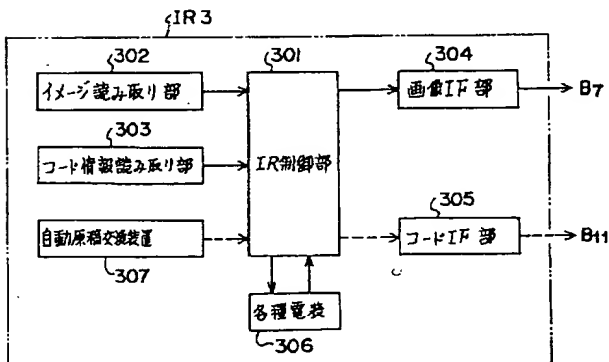 IR3
302
301
304
イメージ読み取り部
画像IF部
B7
303
コード情報読み取り部
IR制御部
305
自動原稿交換装置
コードIF部
B11
307
各種電装
306